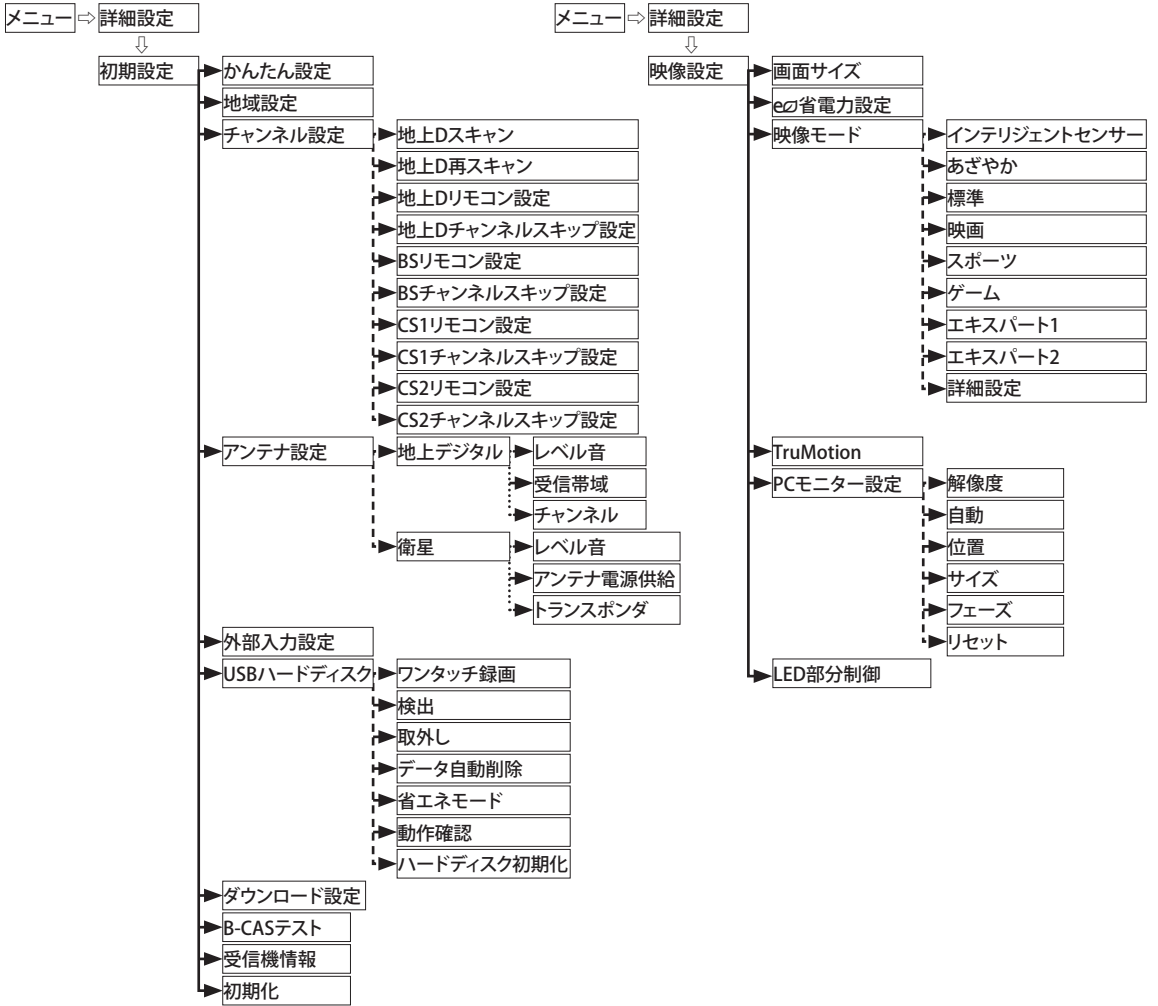 メニュー
詳細設定
初期設定
かんたん設定
地域設定
チャンネル設定
地上Dスキャン
地上D再スキャン
地上Dリモコン設定
地上Dチャンネルスキップ設定
BSリモコン設定
BSチャンネルスキップ設定
CS1リモコン設定
CS1チャンネルスキップ設定
CS2リモコン設定
CS2チャンネルスキップ設定
アンテナ設定
地上デジタル
レベル音
受信帯域
チャンネル
衛星
レベル音
アンテナ電源供給
トランスポンダ
外部入力設定
USBハードディスク
ワンタッチ録画
検出
取外し
データ自動削除
省エネモード
動作確認
ハードディスク初期化
ダウンロード設定
B-CASテスト
受信機情報
初期化
メニュー
詳細設定
映像設定
画面サイズ
e省電力設定
映像モード
インテリジェントセンサー
あざやか
標準
映画
スポーツ
ゲーム
エキスパート1
エキスパート2
詳細設定
TruMotion
PCモニター設定
解像度
自動
位置
サイズ
フェーズ
リセット
LED部分制御